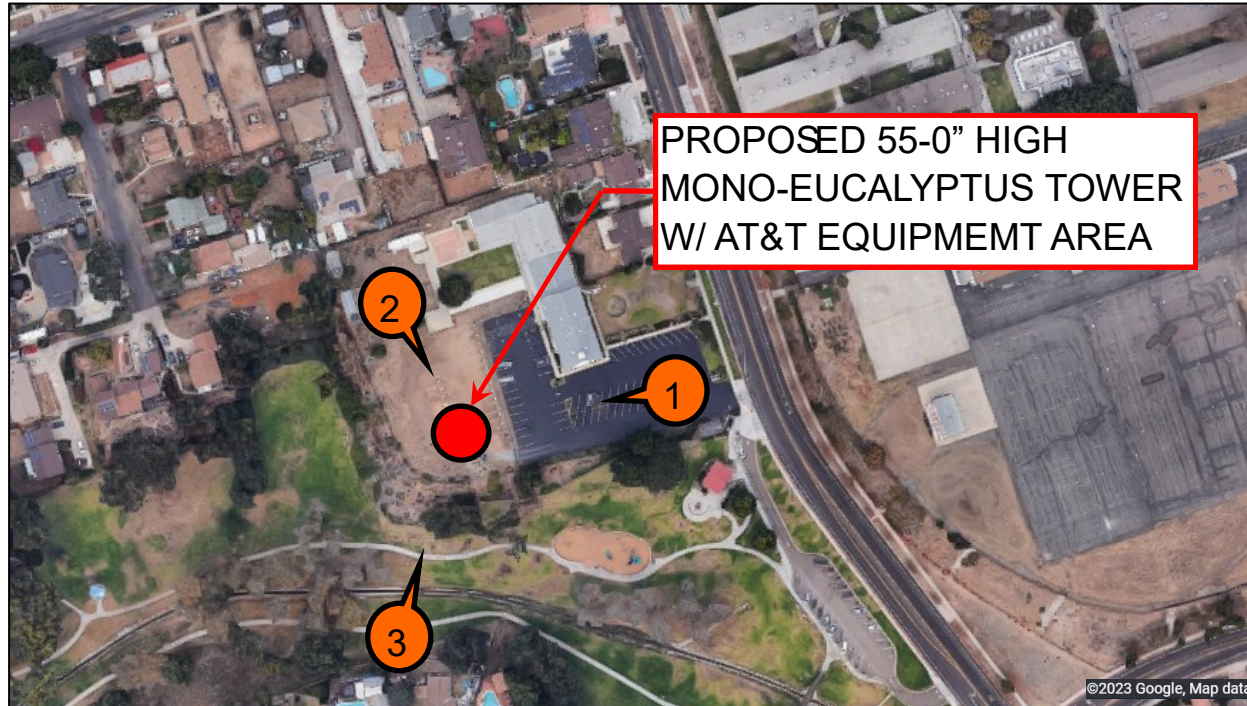 PROPOSED 55-0” HIGH
MONO-EUCALYPTUS TOWER
W/ AT&T EQUIPMEMT AREA
2
1
3
©2023 Google, Map data